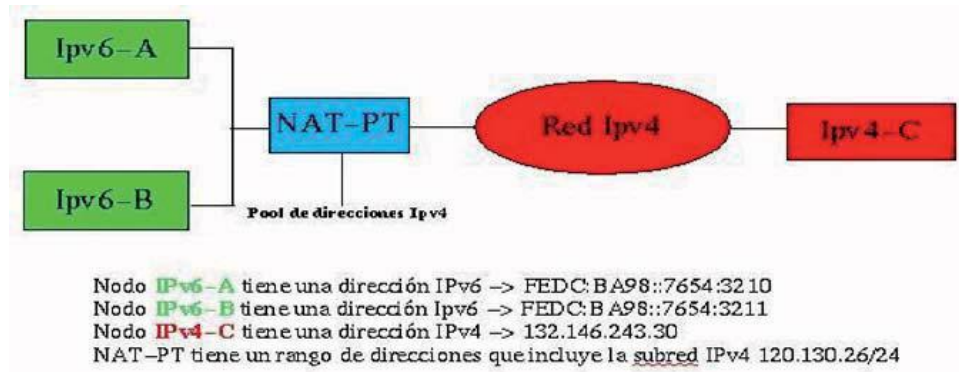 Ipv6-A
NAT-PT
Red Ipv4
Ipv4-C
Ipv6-B
Pool de direcciones Ipv4
Nodo IPv6-A tiene una dirección IPv6 -> FEDC:BA98::7654:3210
Nodo IPv6-B tiene una dirección Ipv6 -> FEDC:BA98::7654:3211
Nodo IPv4-C tiene una dirección IPv4 -> 132.146.243.30
NAT-PT tiene un rango de direcciones que incluye la subred IPv4 120.130.26/24